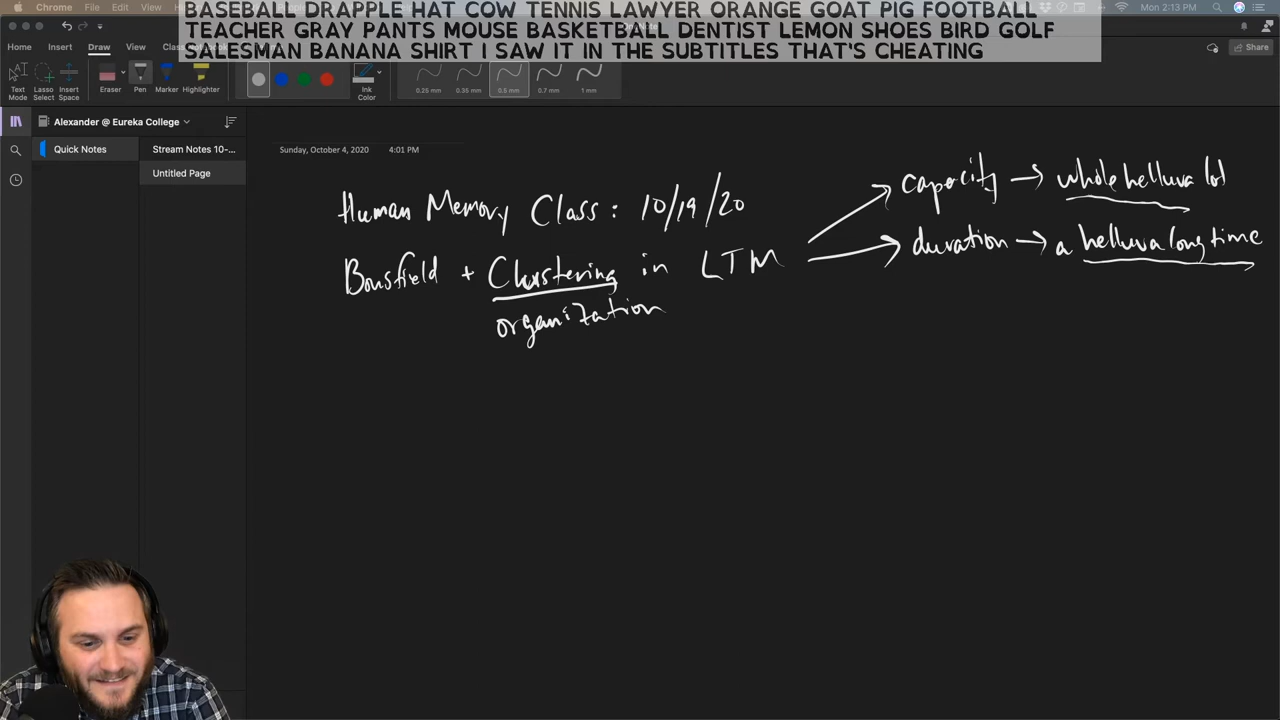 Chrome File Edit View Mon 2:13 PM
BASEBALL DRAPPLE HAT COW TENNIS LAWYER ORANGE GOAT PIG FOOTBALL
TEACHER GRAY PANTS MOUSE BASKETBALL DENTIST LEMON SHOES BIRD GOLF
SALESMAN BANANA SHIRT I SAW IT IN THE SUBTITLES THAT'S CHEATING
Home Insert Draw View Share
Text Mode
Lasso Select
Insert Space
Eraser
Pen
Marker
Highlighter
Ink Color
0.25 mm 0.35 mm 0.5 mm 0.7 mm 1 mm
Alexander @ Eureka College
Quick Notes
Stream Notes 10-...
Untitled Page
Sunday, October 4, 2020 4:01 PM
Human Memory Class: 10/19/20
capacity → whole helluva lot
duration → a helluva long time
Bousfield + Clustering in LTM
organization